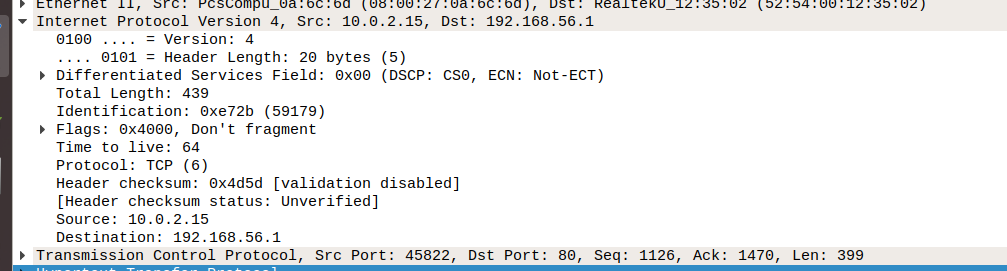 Ethernet II, Src: PcsCompu_0a:6c:6d (08:00:27:0a:6c:6d), Dst: RealtekU_12:35:02 (52:54:00:12:35:02)
Internet Protocol Version 4, Src: 10.0.2.15, Dst: 192.168.56.1
0100 .... = Version: 4
.... 0101 = Header Length: 20 bytes (5)
Differentiated Services Field: 0x00 (DSCP: CS0, ECN: Not-ECT)
Total Length: 439
Identification: 0xe72b (59179)
Flags: 0x4000, Don't fragment
Time to live: 64
Protocol: TCP (6)
Header checksum: 0x4d5d [validation disabled]
[Header checksum status: Unverified]
Source: 10.0.2.15
Destination: 192.168.56.1
Transmission Control Protocol, Src Port: 45822, Dst Port: 80, Seq: 1126, Ack: 1470, Len: 399
Hypertext Transfer Protocol